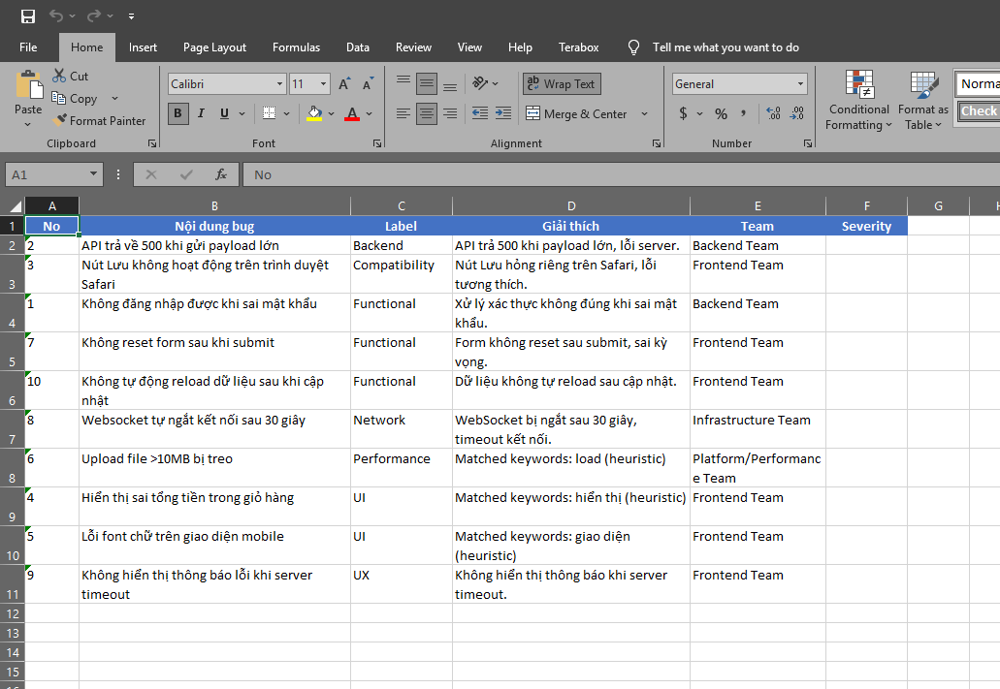 File Home Insert Page Layout Formulas Data Review View Help Terabox Tell me what you want to do
Paste Cut Copy Format Painter Clipboard
Calibri 11 A A B I U A Font
ab c Wrap Text Merge & Center Alignment
General $ % , .00 .0 Number
Conditional Formatting Format as Table Check
A1 fx No
A B C D E F G
1 No Nội dung bug Label Giải thích Team Severity
2 2 API trả về 500 khi gửi payload lớn Backend API trả 500 khi payload lớn, lỗi server. Backend Team
3 Nút Lưu không hoạt động trên trình duyệt Compatibility Nút Lưu hỏng riêng trên Safari, lỗi Frontend Team
3 Safari tương thích.
1 Không đăng nhập được khi sai mật khẩu Functional Xử lý xác thực không đúng khi sai mật Backend Team
4 khẩu.
7 Không reset form sau khi submit Functional Form không reset sau submit, sai kỳ Frontend Team
5 vọng.
10 Không tự động reload dữ liệu sau khi cập Functional Dữ liệu không tự reload sau cập nhật. Frontend Team
6 nhật
8 Websocket tự ngắt kết nối sau 30 giây Network WebSocket bị ngắt sau 30 giây, Infrastructure Team
7 timeout kết nối.
6 Upload file >10MB bị treo Performance Matched keywords: load (heuristic) Platform/Performanc
8 e Team
4 Hiển thị sai tổng tiền trong giỏ hàng UI Matched keywords: hiển thị (heuristic) Frontend Team
9
5 Lỗi font chữ trên giao diện mobile UI Matched keywords: giao diện Frontend Team
10 (heuristic)
9 Không hiển thị thông báo lỗi khi server UX Không hiển thị thông báo khi server Frontend Team
11 timeout timeout.
12
13
14
15